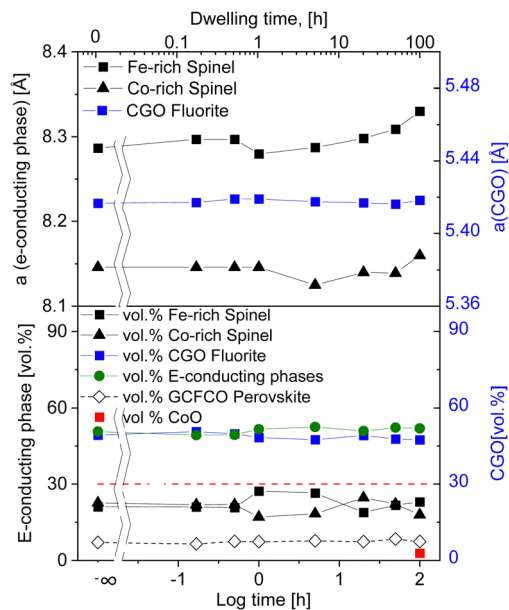 Dwelling time, [h]
0 0.1 1 10 100
8.4
8.3
8.2
8.1
a (e-conducting phase) [Å]
Fe-rich Spinel
Co-rich Spinel
CGO Fluorite
5.48
5.44
5.40
5.36
a(CGO) [Å]
vol.% Fe-rich Spinel
vol.% Co-rich Spinel
vol.% CGO Fluorite
vol.% E-conducting phases
vol.% GCFCO Perovskite
vol % CoO
90
60
30
0
E-conducting phase [vol.%]
90
60
30
0
CGO[vol.%]
-∞ -1 0 1 2
Log time [h]